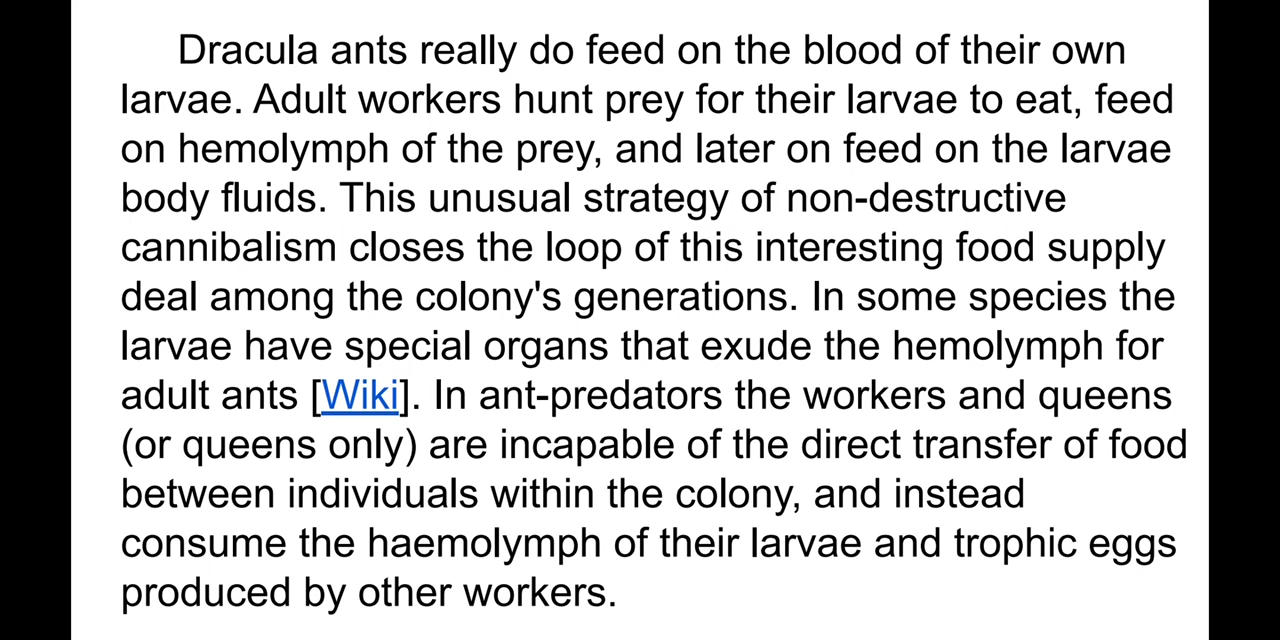 Dracula ants really do feed on the blood of their own
larvae. Adult workers hunt prey for their larvae to eat, feed
on hemolymph of the prey, and later on feed on the larvae
body fluids. This unusual strategy of non-destructive
cannibalism closes the loop of this interesting food supply
deal among the colony's generations. In some species the
larvae have special organs that exude the hemolymph for
adult ants [Wiki]. In ant-predators the workers and queens
(or queens only) are incapable of the direct transfer of food
between individuals within the colony, and instead
consume the haemolymph of their larvae and trophic eggs
produced by other workers.